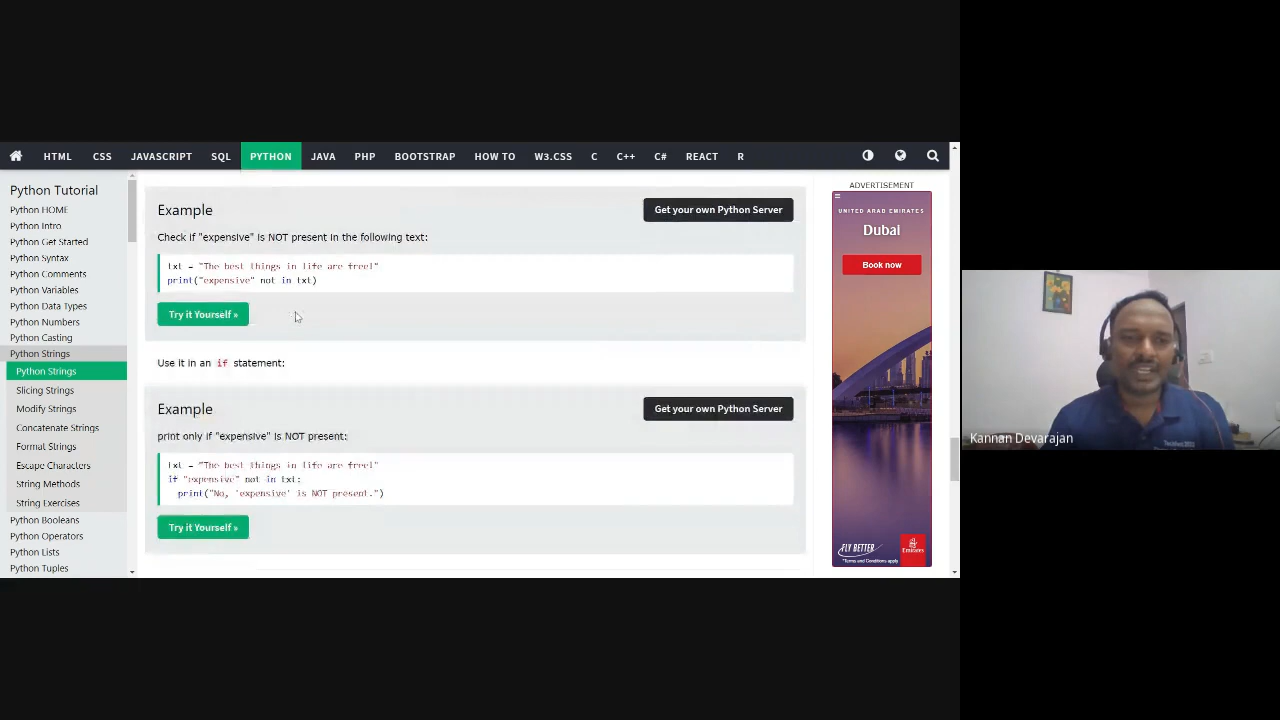 HTML CSS JAVASCRIPT SQL PYTHON JAVA PHP BOOTSTRAP HOW TO W3.CSS C C++ C# REACT R
Python Tutorial
Python HOME
Python Intro
Python Get Started
Python Syntax
Python Comments
Python Variables
Python Data Types
Python Numbers
Python Casting
Python Strings
Python Strings
Slicing Strings
Modify Strings
Concatenate Strings
Format Strings
Escape Characters
String Methods
String Exercises
Python Booleans
Python Operators
Python Lists
Python Tuples
Example
Get your own Python Server
Check if "expensive" is NOT present in the following text:
txt = "The best things in life are free!"
print("expensive" not in txt)
Try it Yourself »
Use it in an if statement:
Example
Get your own Python Server
print only if "expensive" is NOT present:
txt = "The best things in life are free!"
if "expensive" not in txt:
print("No, 'expensive' is NOT present.")
Try it Yourself »
ADVERTISEMENT
UNITED ARAB EMIRATES
Dubai
Book now
FLY BETTER
Emirates
*Terms and Conditions apply
Kannan Devarajan